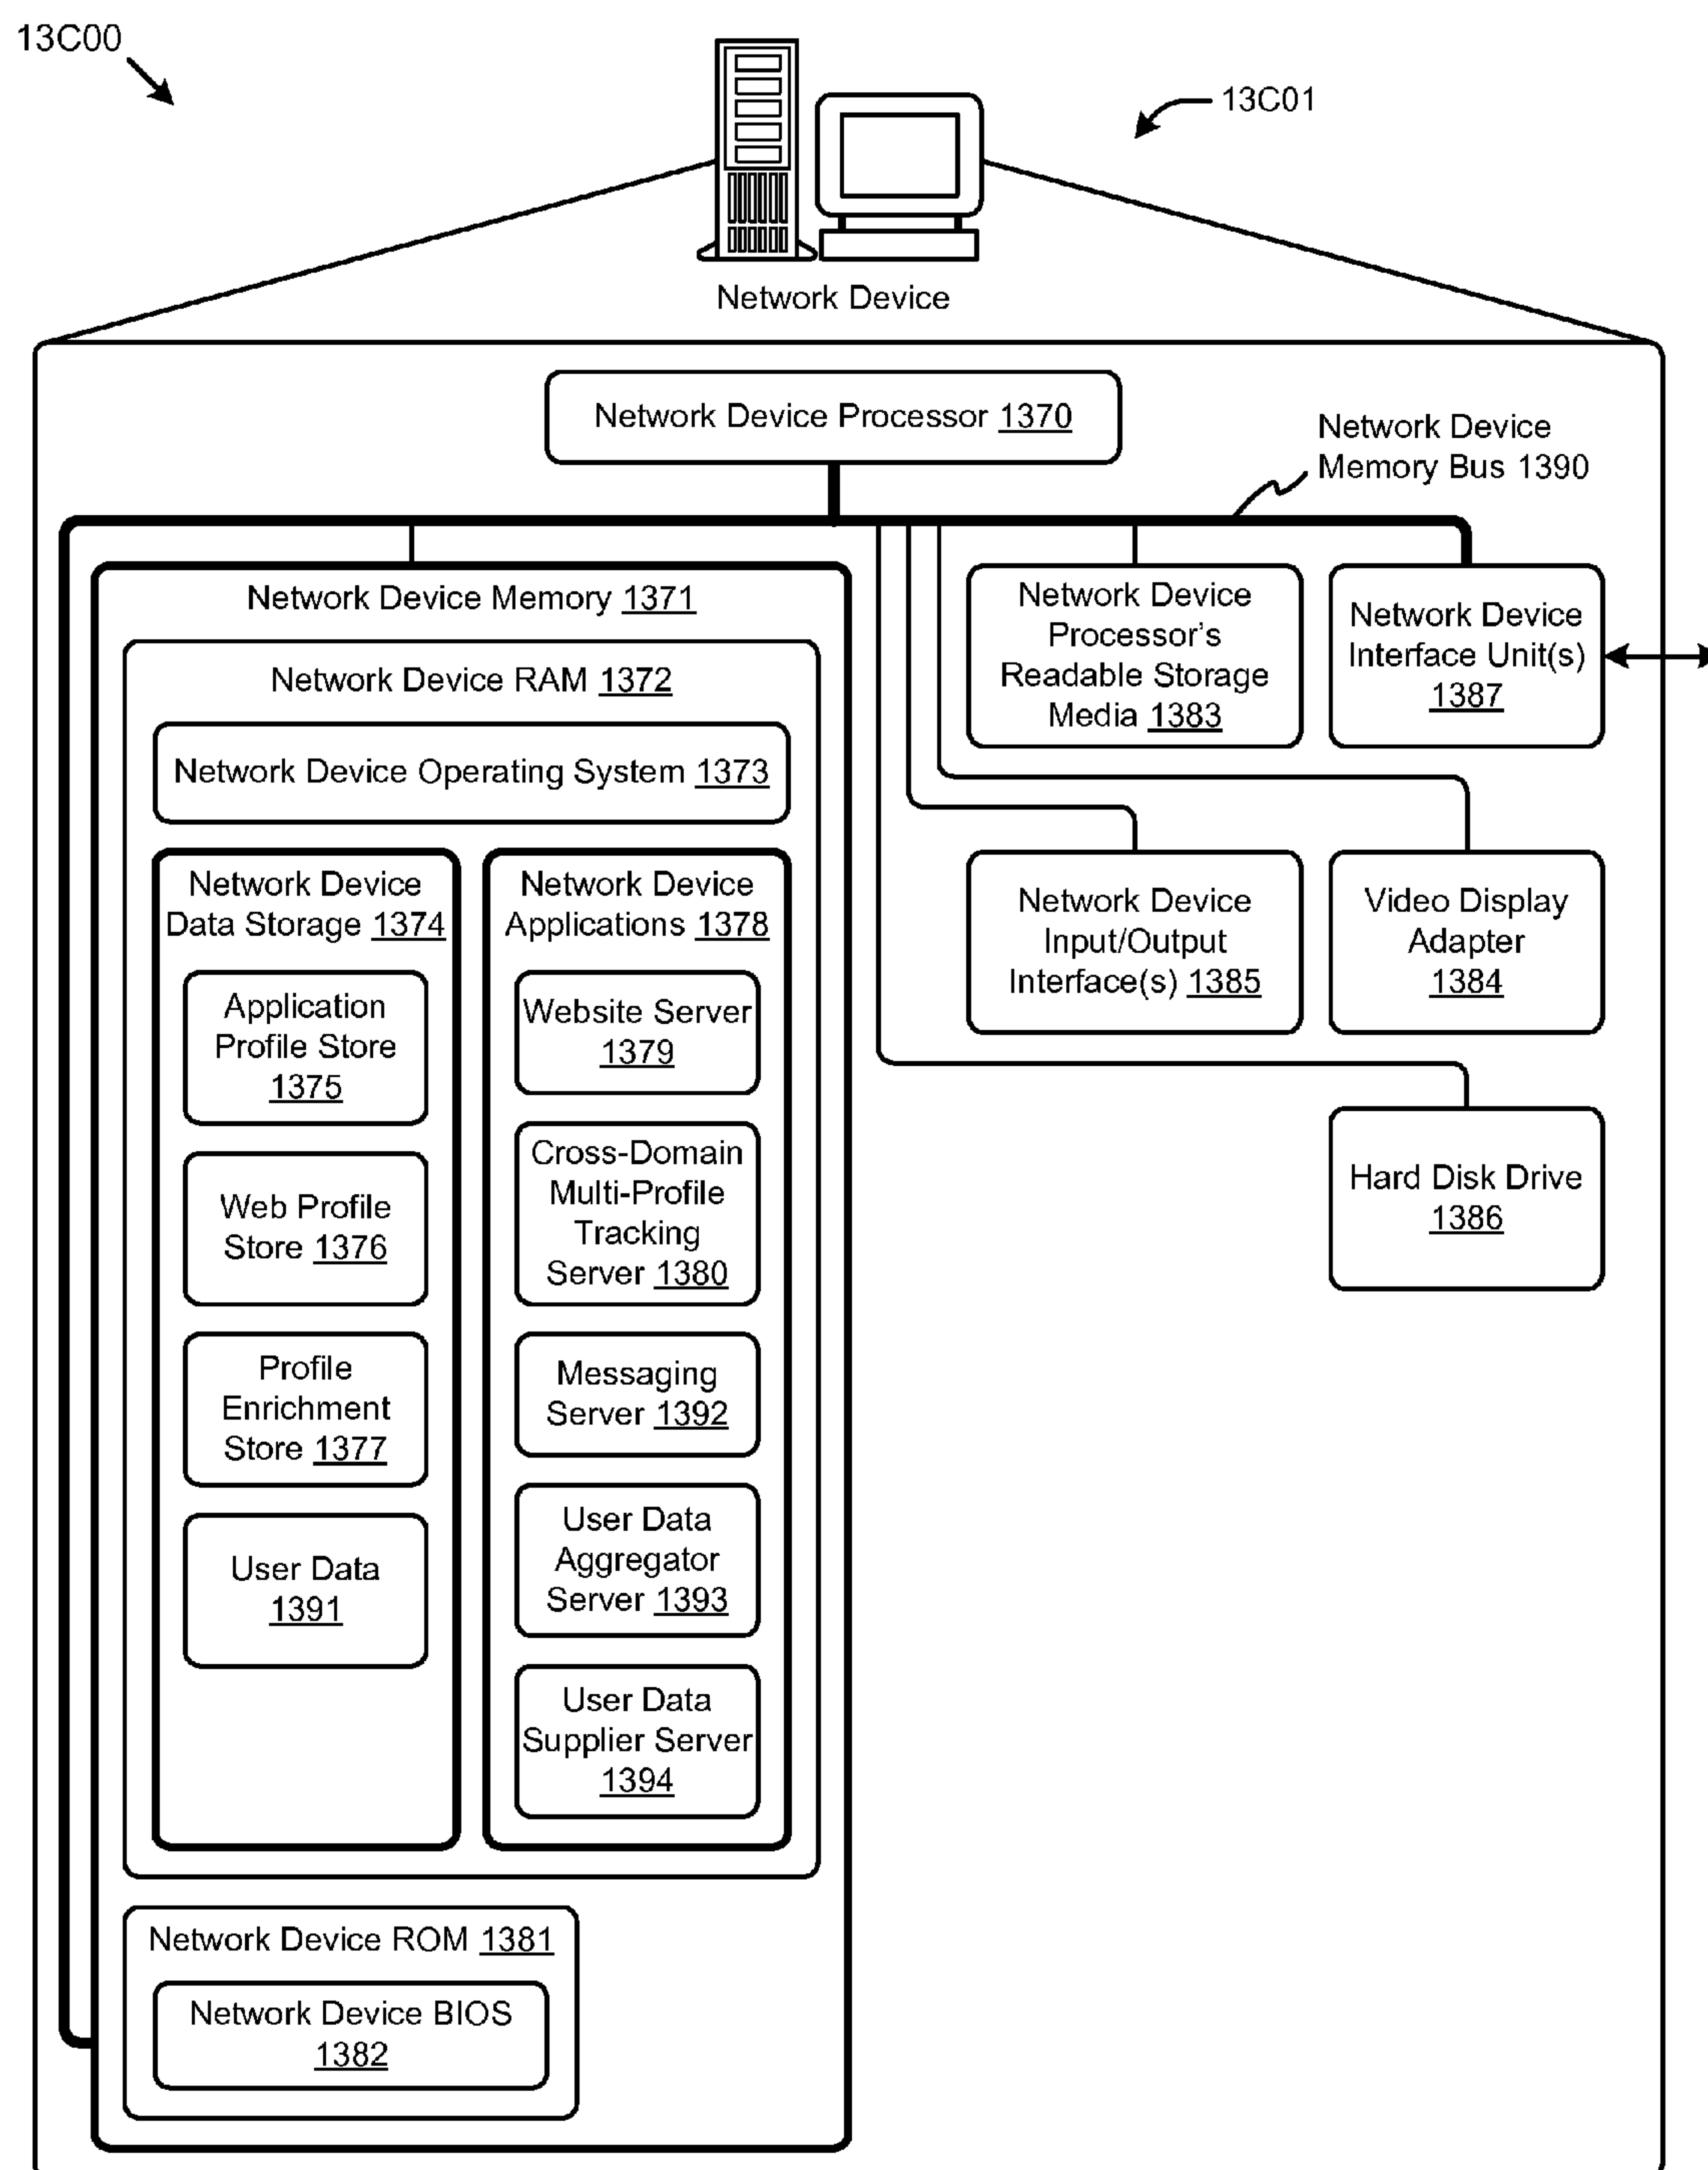 13C00
13C01
Network Device
Network Device Processor 1370
Network Device
Memory Bus 1390
Network Device Memory 1371
Network Device RAM 1372
Network Device Operating System 1373
Network Device
Data Storage 1374
Application
Profile Store
1375
Web Profile
Store 1376
Profile
Enrichment
Store 1377
User Data
1391
Network Device
Applications 1378
Website Server
1379
Cross-Domain
Multi-Profile
Tracking
Server 1380
Messaging
Server 1392
User Data
Aggregator
Server 1393
User Data
Supplier Server
1394
Network Device ROM 1381
Network Device BIOS
1382
Network Device
Processor’s
Readable Storage
Media 1383
Network Device
Interface Unit(s)
1387
Network Device
Input/Output
Interface(s) 1385
Video Display
Adapter
1384
Hard Disk Drive
1386